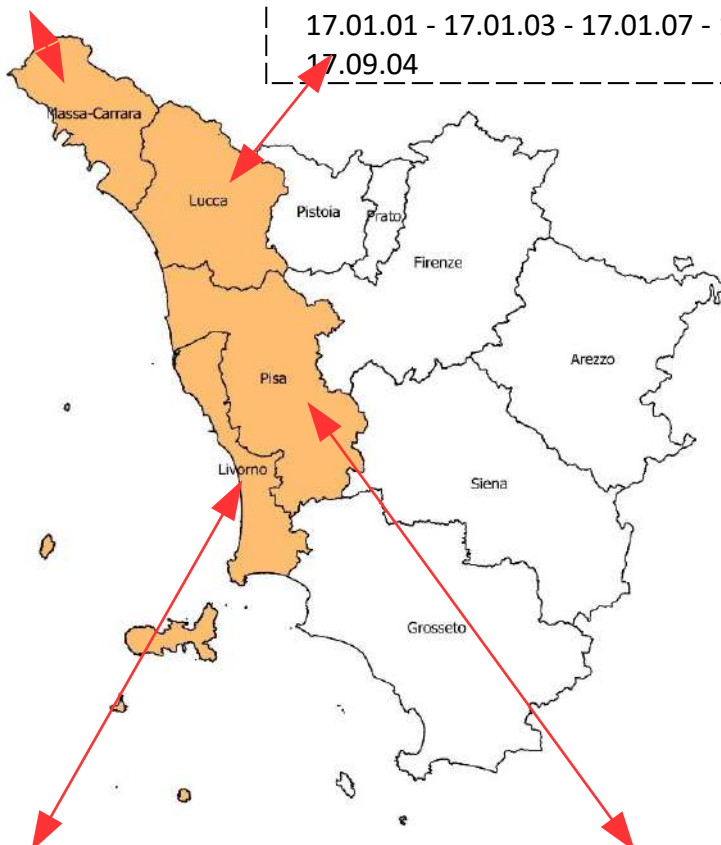 17.01.01 - 17.01.03 - 17.01.07 -
17.09.04
Massa-Carrara
Lucca
Pistoia
Prato
Firenze
Arezzo
Pisa
Livorno
Siena
Grosseto